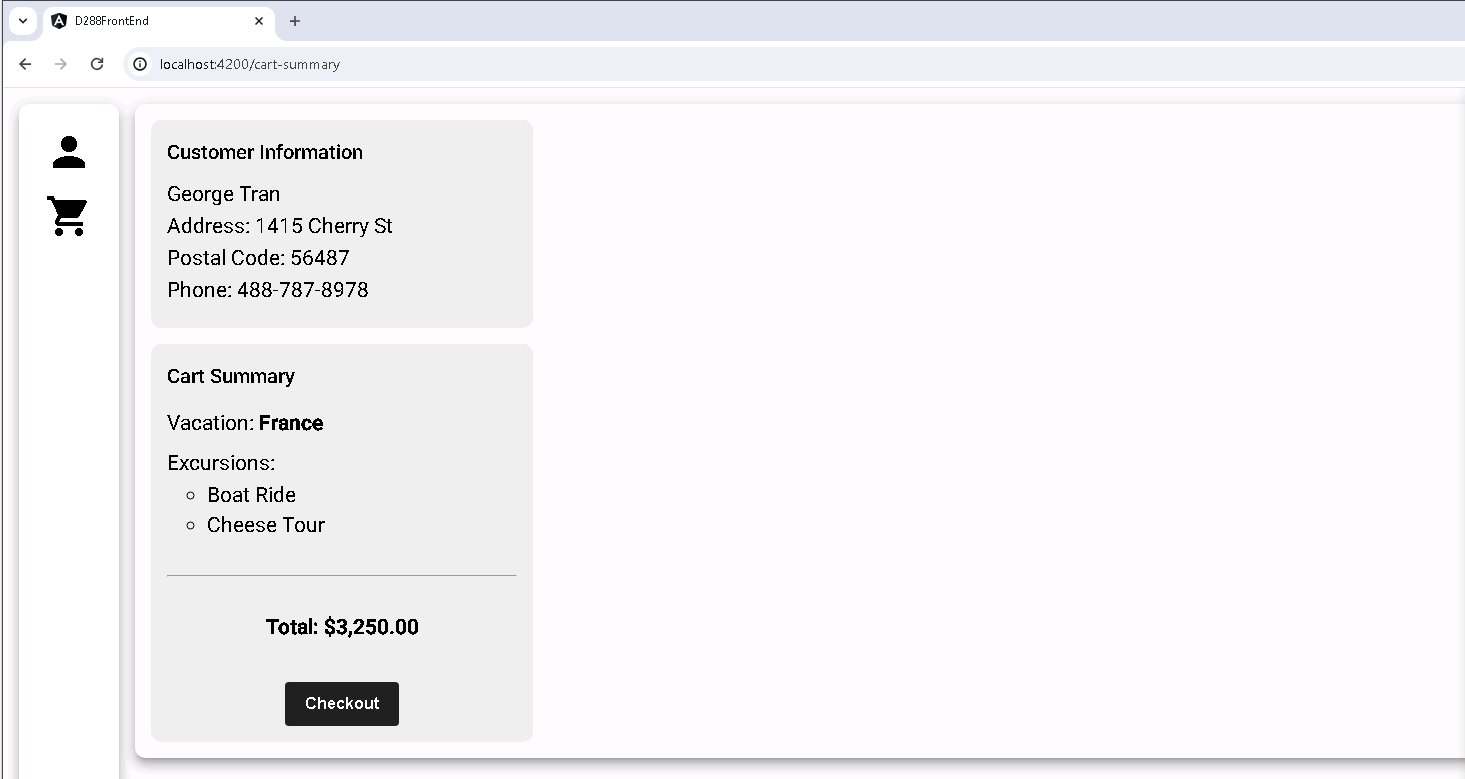 D288FrontEnd
localhost:4200/cart-summary
Customer Information
George Tran
Address: 1415 Cherry St
Postal Code: 56487
Phone: 488-787-8978
Cart Summary
Vacation: France
Excursions:
Boat Ride
Cheese Tour
Total: $3,250.00
Checkout